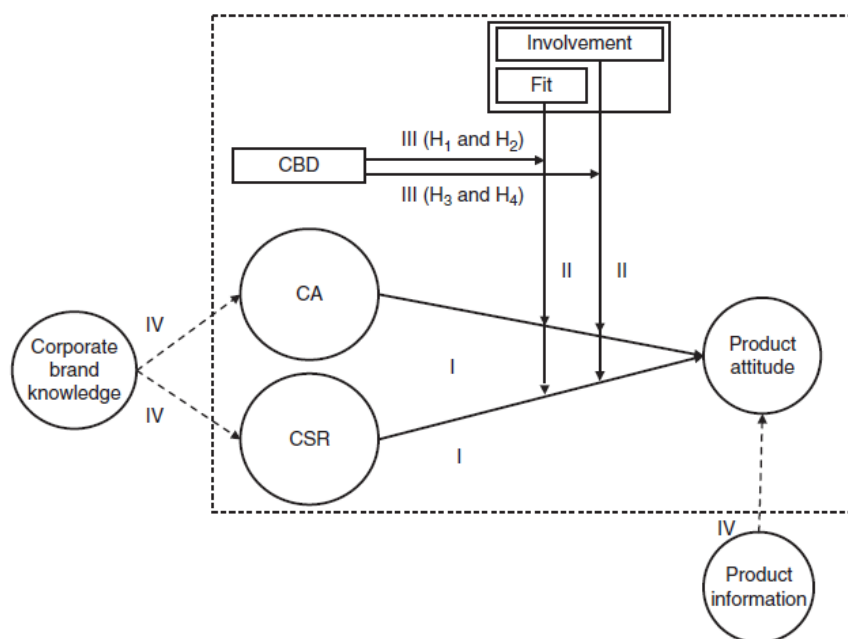 Involvement
Fit
III (H₁ and H₂)
CBD
III (H₃ and H₄)
II
II
CA
IV
Corporate
brand
knowledge
I
Product
attitude
IV
CSR
I
IV
Product
information